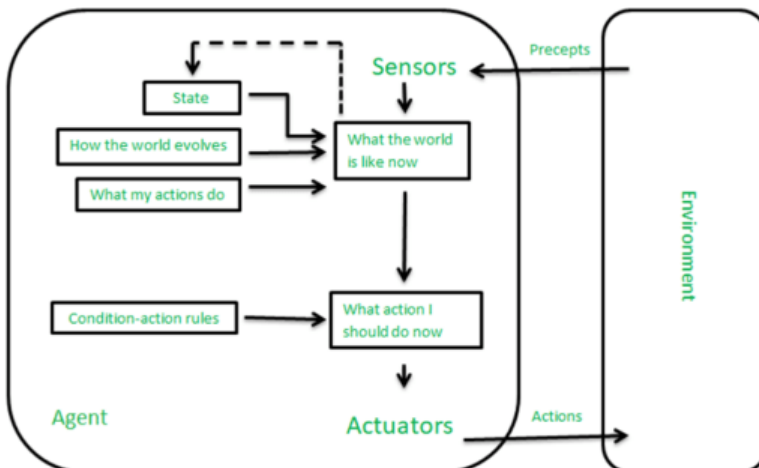 Precepts
Sensors
State
How the world evolves
What the world
is like now
What my actions do
Environment
Condition-action rules
What action I
should do now
Agent
Actuators
Actions